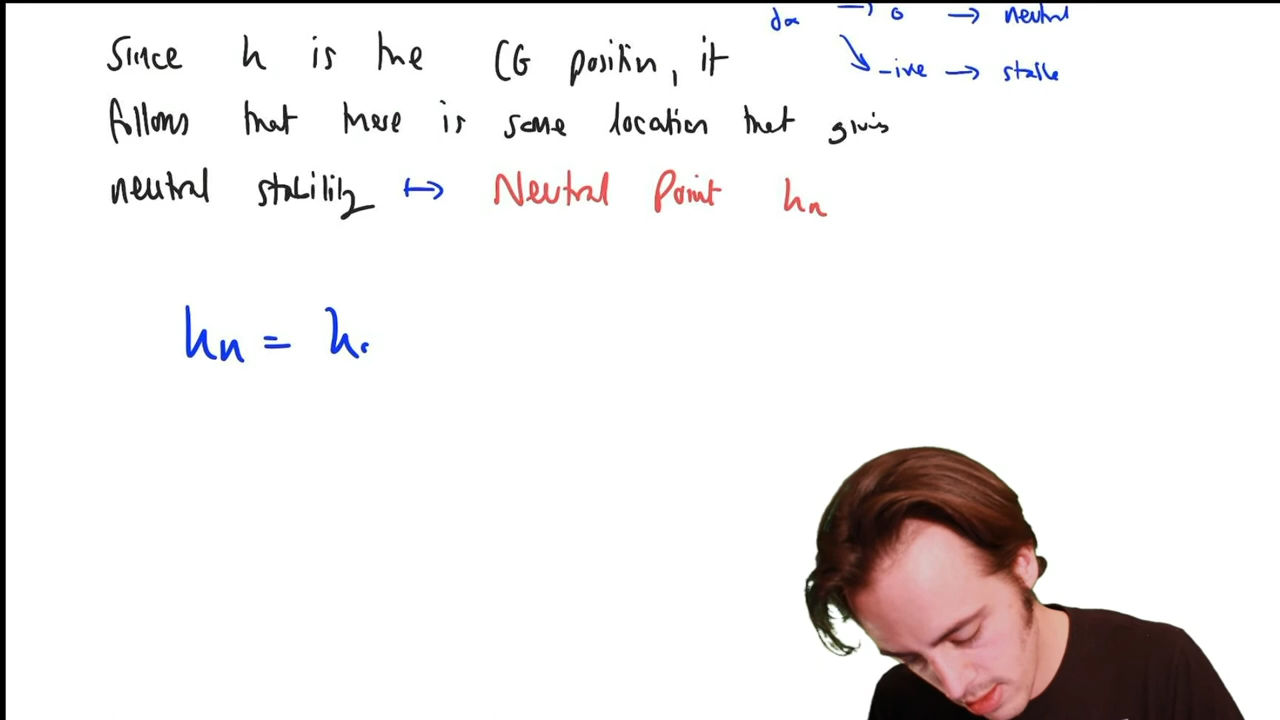 dα → 0 → neutral
↘ -ive → stable
Since h is the CG position, it
follows that there is some location that gives
neutral stability ↔ Neutral Point hn
hn = h